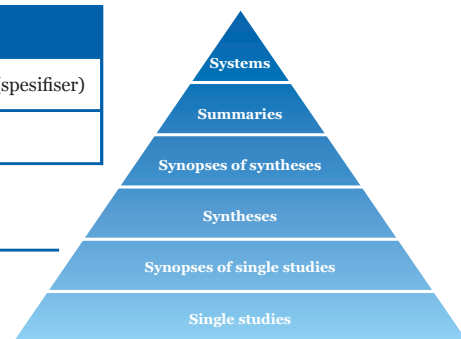 (spesifiser)
Systems
Summaries
Synopses of syntheses
Syntheses
Synopses of single studies
Single studies